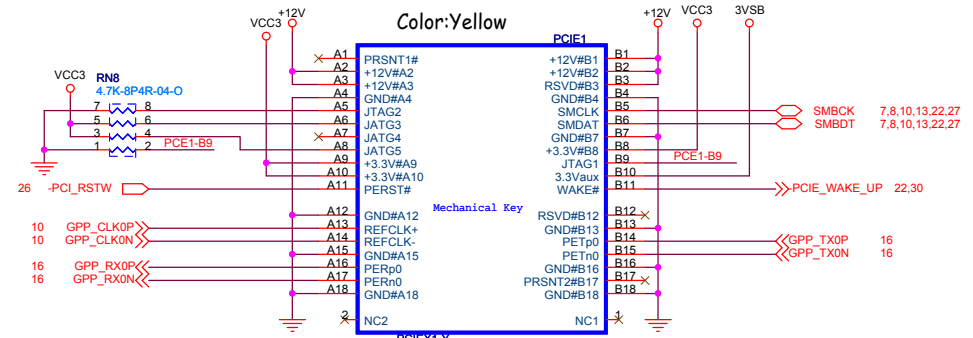 Color:Yellow
+12V
VCC3
+12V
VCC3
3VSB
VCC3
PCIE1
RN8
4.7K-8P4R-04-O
7 8
5 6
3 4
1 2
PCE1-B9
A1 PRSNT1# +12V#B1 B1
A2 +12V#A2 +12V#B2 B2
A3 +12V#A3 RSVD#B3 B3
A4 GND#A4 GND#B4 B4
A5 JTAG2 SMCLK B5 SMBCK 7,8,10,13,22,27
A6 JATG3 SMDAT B6 SMBDT 7,8,10,13,22,27
A7 JATG4 GND#B7 B7
A8 JATG5 +3.3V#B8 B8
A9 +3.3V#A9 JTAG1 B9 PCE1-B9
A10 +3.3V#A10 3.3Vaux B10
26 -PCI_RSTW A11 PERST# WAKE# B11 -PCIE_WAKE_UP 22,30
Mechanical Key
A12 GND#A12 RSVD#B12 B12
10 GPP_CLK0P A13 REFCLK+ GND#B13 B13
10 GPP_CLK0N A14 REFCLK- PETp0 B14 GPP_TX0P 16
A15 GND#A15 PETn0 B15 GPP_TX0N 16
16 GPP_RX0P A16 PERp0 GND#B16 B16
16 GPP_RX0N A17 PERn0 PRSNT2#B17 B17
A18 GND#A18 GND#B18 B18
2 NC2 NC1 1